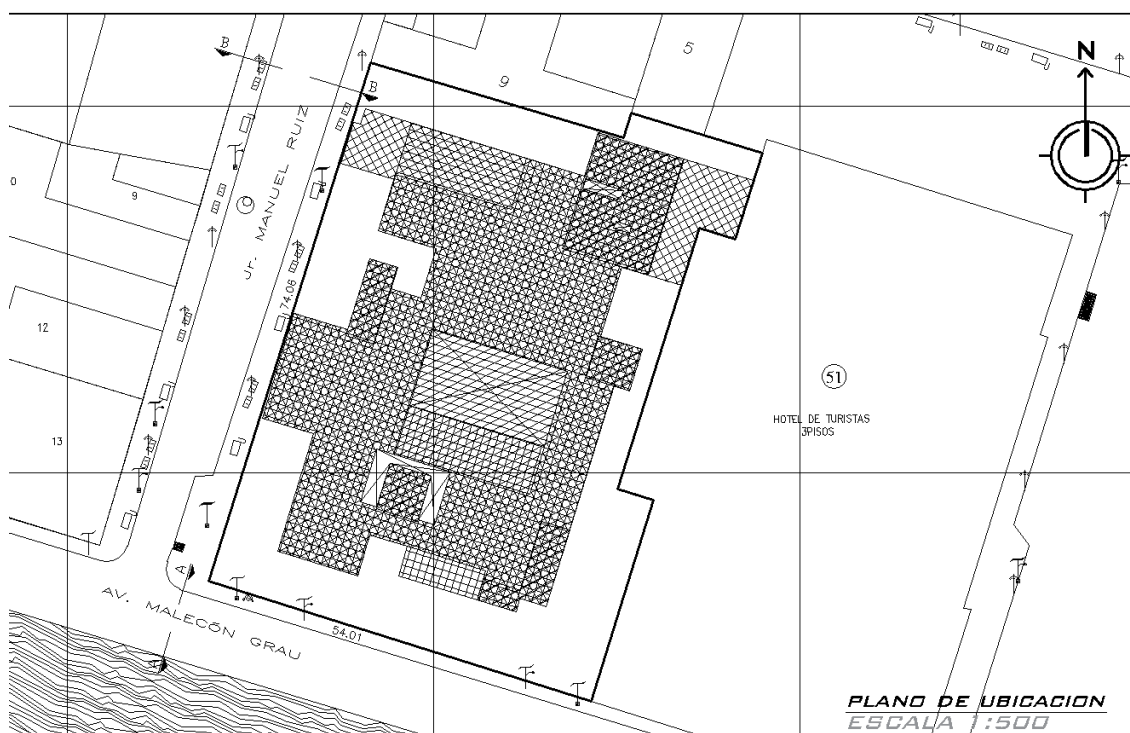 B
B
5
9
N
Jr. MANUEL RUIZ
0
9
74.06
12
13
51
HOTEL DE TURISTAS
3PISOS
A
A
AV. MALECÓN GRAU
54.01
PLANO DE UBICACION
ESCALA 1:500